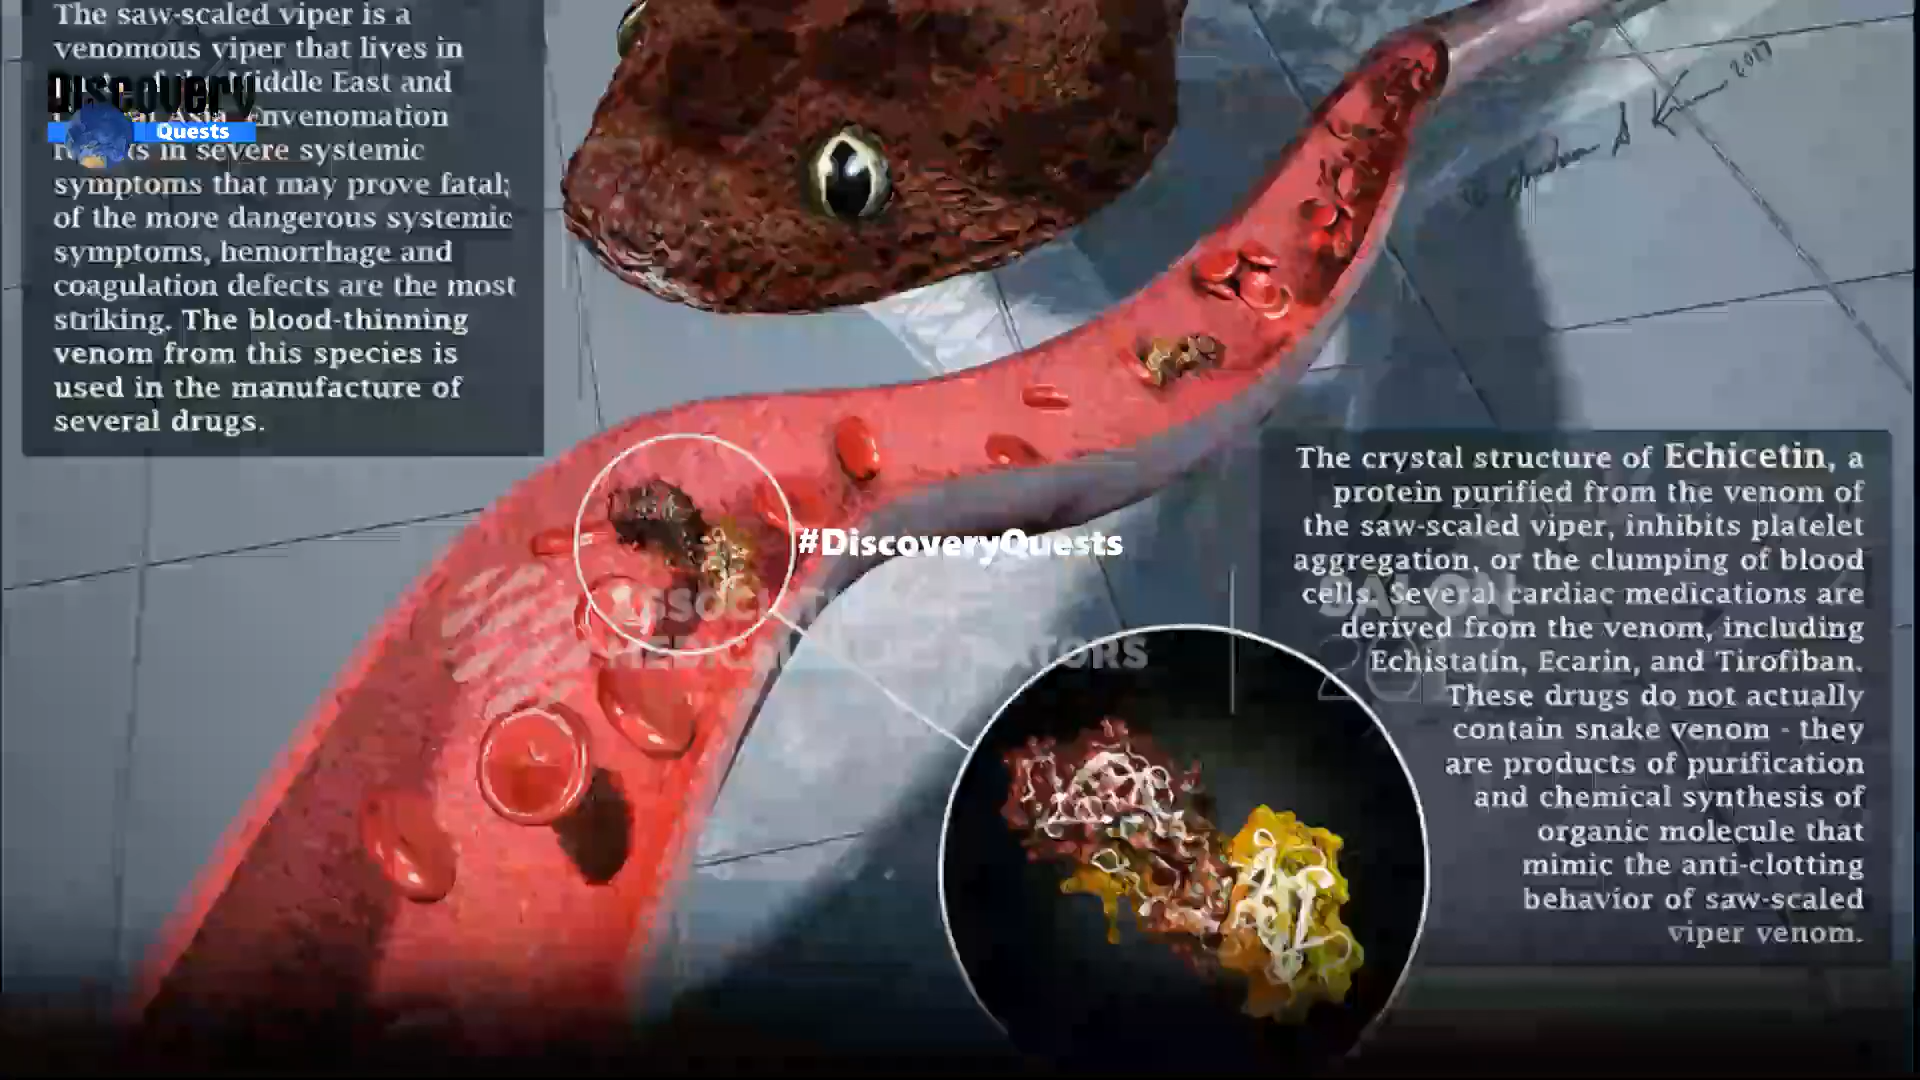 The saw-scaled viper is a
venomous viper that lives in
Middle East and
Asia. Envenomation
in severe systemic
symptoms that may prove fatal;
of the more dangerous systemic
symptoms, hemorrhage and
coagulation defects are the most
striking. The blood-thinning
venom from this species is
used in the manufacture of
several drugs.
Discovery
Quests
#DiscoveryQuests
The crystal structure of Echicetin, a
protein purified from the venom of
the saw-scaled viper, inhibits platelet
aggregation, or the clumping of blood
cells. Several cardiac medications are
derived from the venom, including
Echistatin, Ecarin, and Tirofiban.
These drugs do not actually
contain snake venom - they
are products of purification
and chemical synthesis of
organic molecule that
mimic the anti-clotting
behavior of saw-scaled
viper venom.
SALON
2017
2017